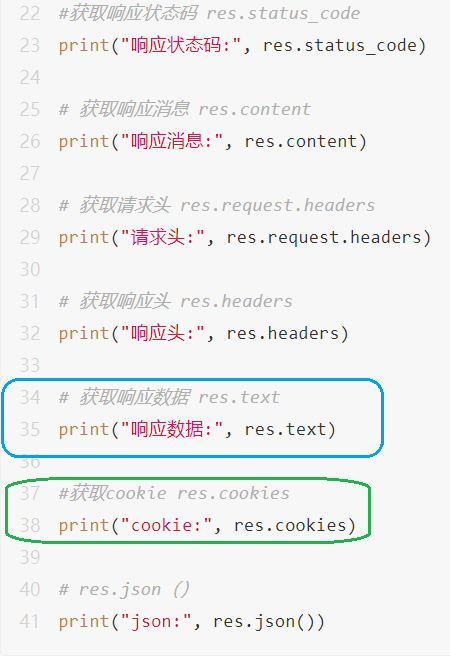 22 #获取响应状态码 res.status_code
23 print("响应状态码:", res.status_code)
24
25 # 获取响应消息 res.content
26 print("响应消息:", res.content)
27
28 # 获取请求头 res.request.headers
29 print("请求头:", res.request.headers)
30
31 # 获取响应头 res.headers
32 print("响应头:", res.headers)
33
34 # 获取响应数据 res.text
35 print("响应数据:", res.text)
36
37 #获取cookie res.cookies
38 print("cookie:", res.cookies)
39
40 # res.json（）
41 print("json:", res.json())